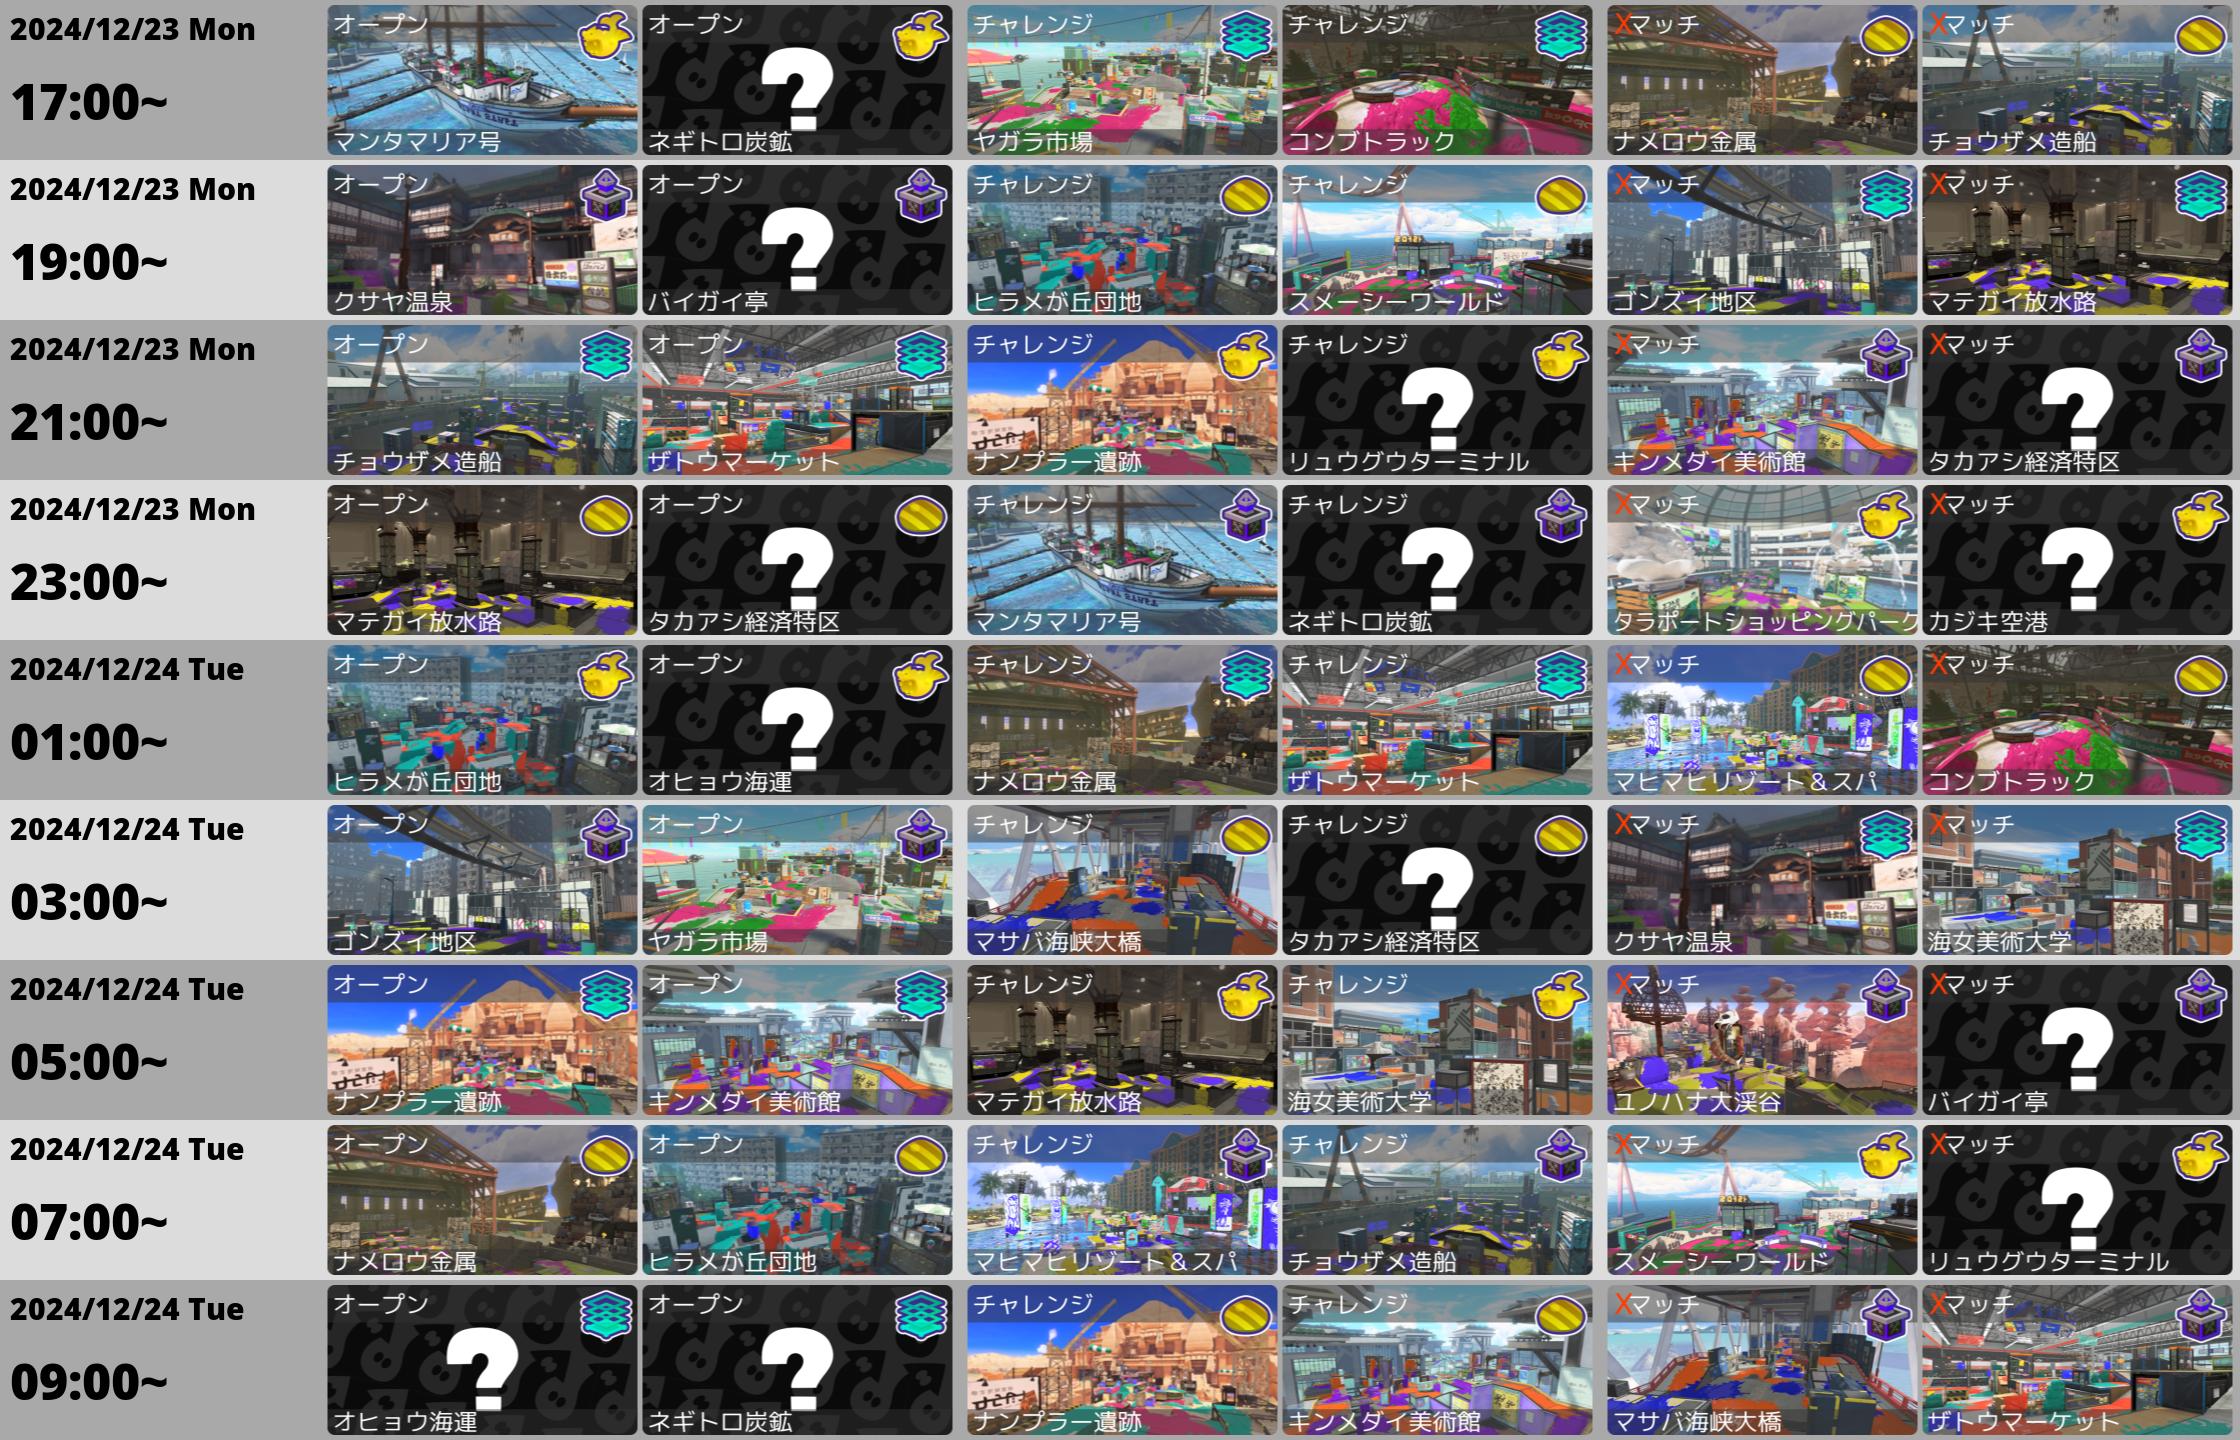 2024/12/23 Mon
17:00~
オープン
マンタマリア号
オープン
ネギトロ炭鉱
チャレンジ
ヤガラ市場
チャレンジ
コンブトラック
Xマッチ
ナメロウ金属
Xマッチ
チョウザメ造船
2024/12/23 Mon
19:00~
オープン
クサヤ温泉
オープン
バイガイ亭
チャレンジ
ヒラメが丘団地
チャレンジ
スメーシーワールド
Xマッチ
ゴンズイ地区
Xマッチ
マテガイ放水路
2024/12/23 Mon
21:00~
オープン
チョウザメ造船
オープン
ザトウマーケット
チャレンジ
ナンプラー遺跡
チャレンジ
リュウグウターミナル
Xマッチ
キンメダイ美術館
Xマッチ
タカアシ経済特区
2024/12/23 Mon
23:00~
オープン
マテガイ放水路
オープン
タカアシ経済特区
チャレンジ
マンタマリア号
チャレンジ
ネギトロ炭鉱
Xマッチ
タラポートショッピングパーク
Xマッチ
カジキ空港
2024/12/24 Tue
01:00~
オープン
ヒラメが丘団地
オープン
オヒョウ海運
チャレンジ
ナメロウ金属
チャレンジ
ザトウマーケット
Xマッチ
マヒマヒリゾート＆スパ
Xマッチ
コンブトラック
2024/12/24 Tue
03:00~
オープン
ゴンズイ地区
オープン
ヤガラ市場
チャレンジ
マサバ海峡大橋
チャレンジ
タカアシ経済特区
Xマッチ
クサヤ温泉
Xマッチ
海女美術大学
2024/12/24 Tue
05:00~
オープン
ナンプラー遺跡
オープン
キンメダイ美術館
チャレンジ
マテガイ放水路
チャレンジ
海女美術大学
Xマッチ
ユノハナ大渓谷
Xマッチ
バイガイ亭
2024/12/24 Tue
07:00~
オープン
ナメロウ金属
オープン
ヒラメが丘団地
チャレンジ
マヒマヒリゾート＆スパ
チャレンジ
チョウザメ造船
Xマッチ
スメーシーワールド
Xマッチ
リュウグウターミナル
2024/12/24 Tue
09:00~
オープン
オヒョウ海運
オープン
ネギトロ炭鉱
チャレンジ
ナンプラー遺跡
チャレンジ
キンメダイ美術館
Xマッチ
マサバ海峡大橋
Xマッチ
ザトウマーケット